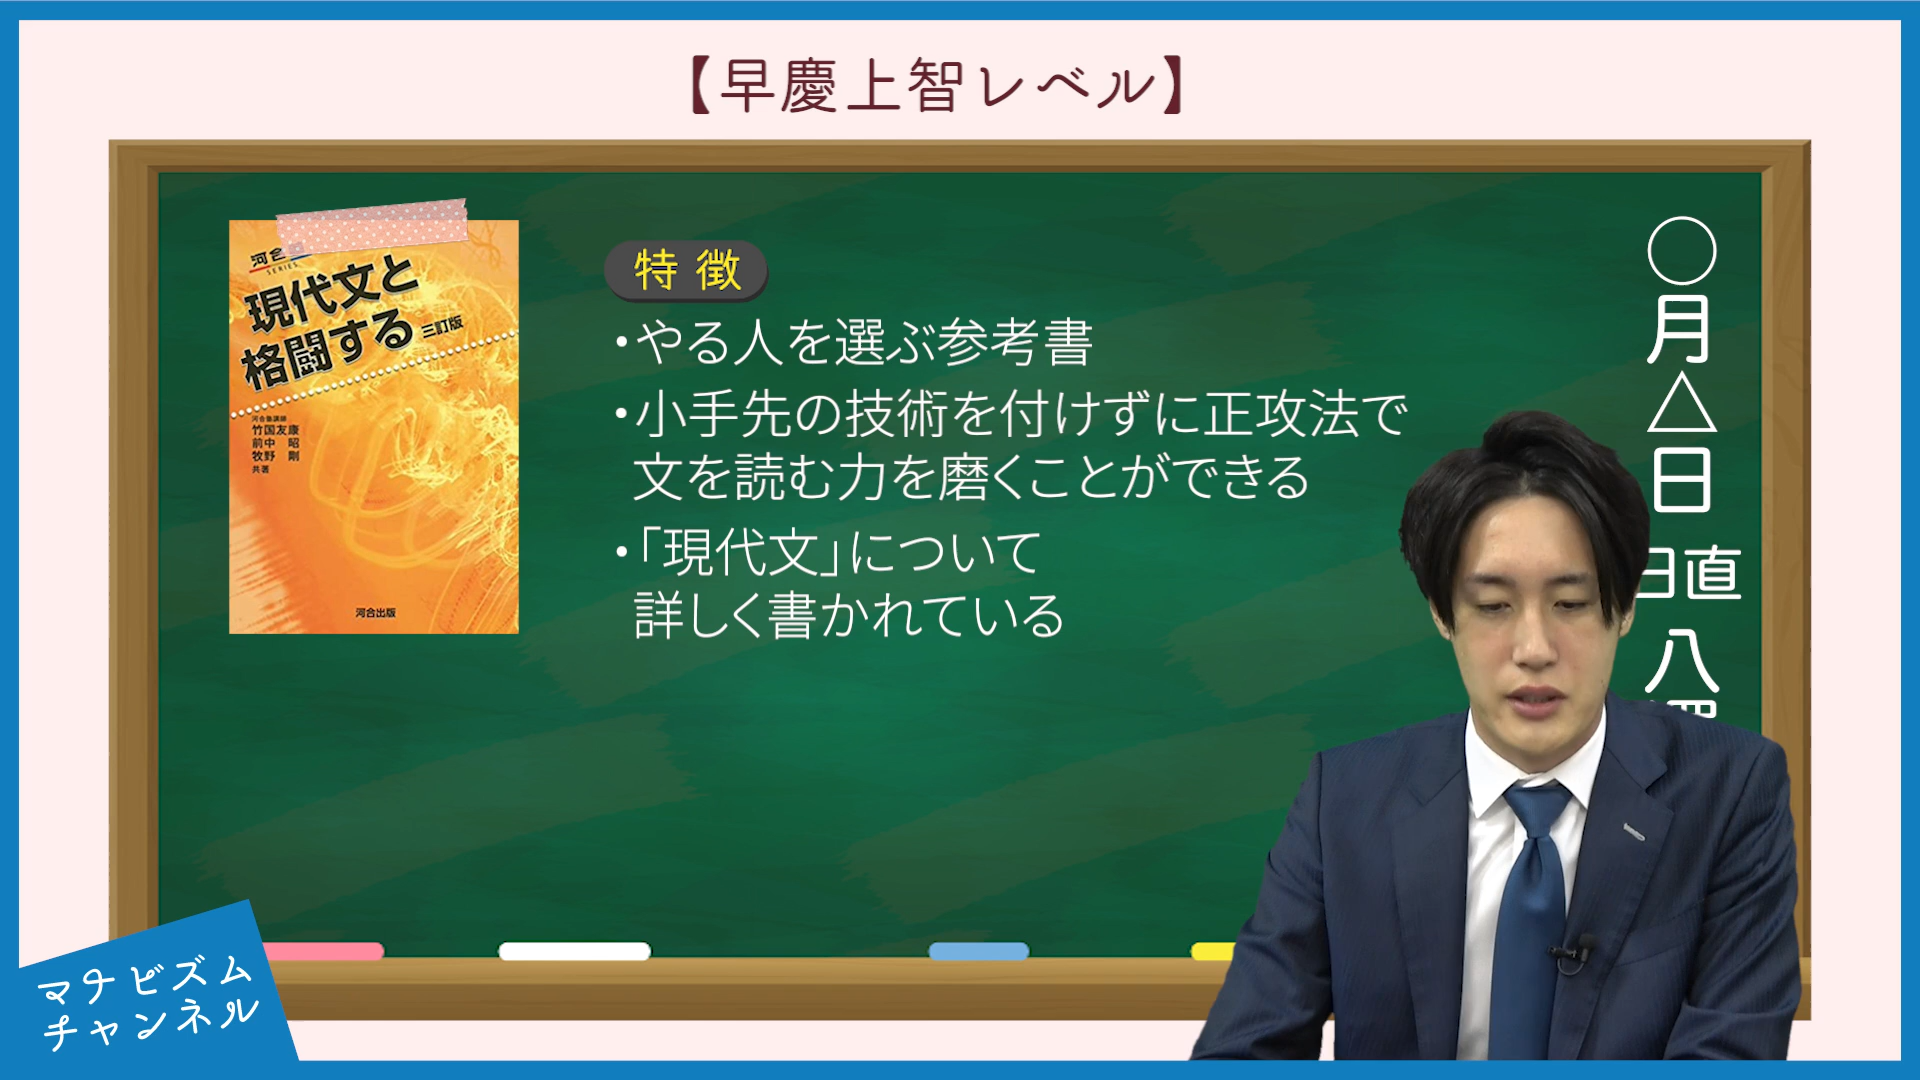 【早慶上智レベル】
河合
SERIES
現代文と
格闘する 三訂版
河合塾講師
竹国友康
前中 昭
牧野 剛
共著
河合出版
特徴
・やる人を選ぶ参考書
・小手先の技術を付けずに正攻法で
文を読む力を磨くことができる
・「現代文」について
詳しく書かれている
○月△日
日直
八
マナビズム
チャンネル